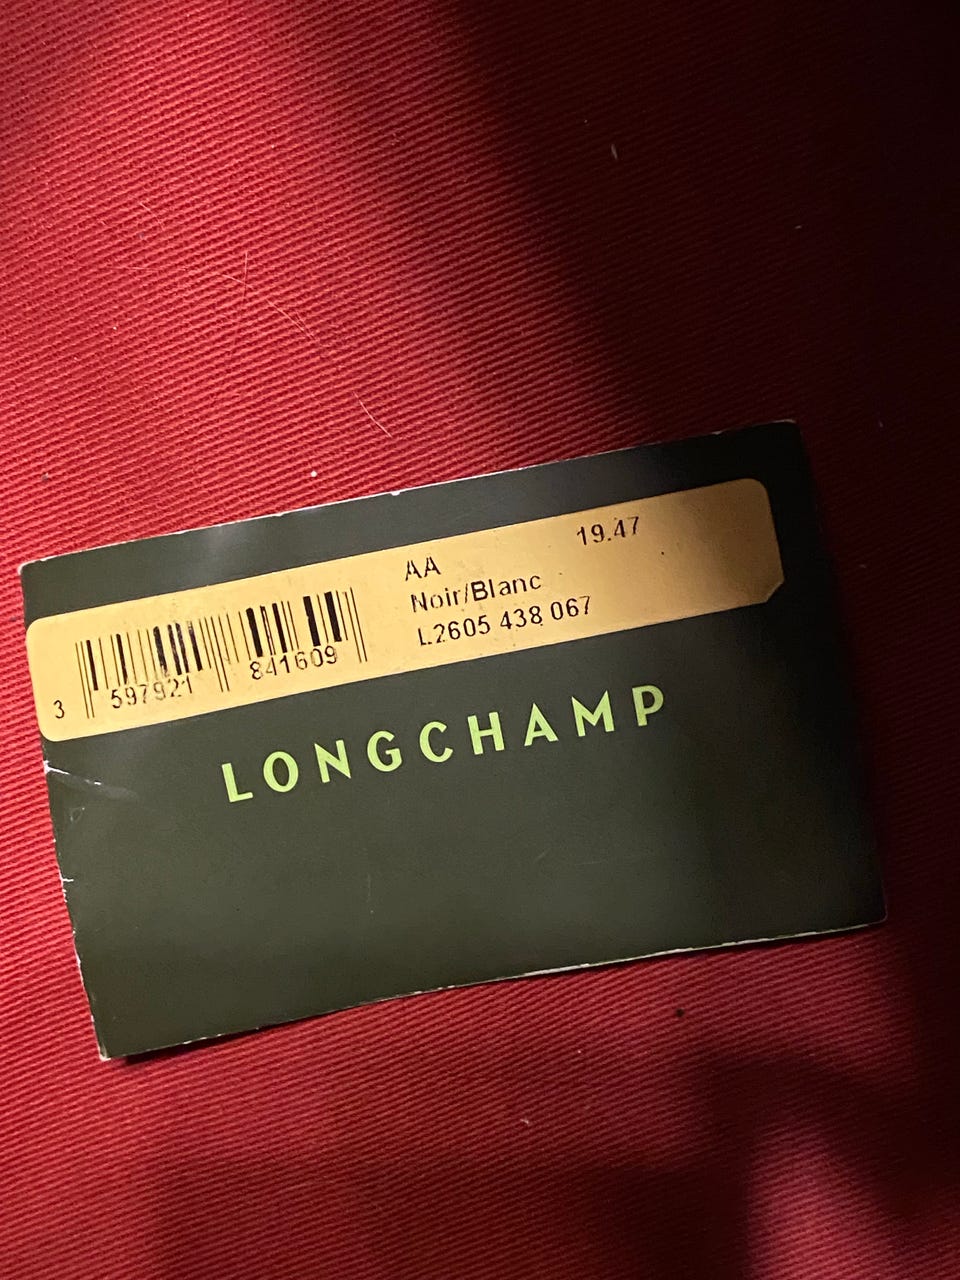 AA 19.47
Noir/Blanc
L2605 438 067
3 597921 841609
LONGCHAMP